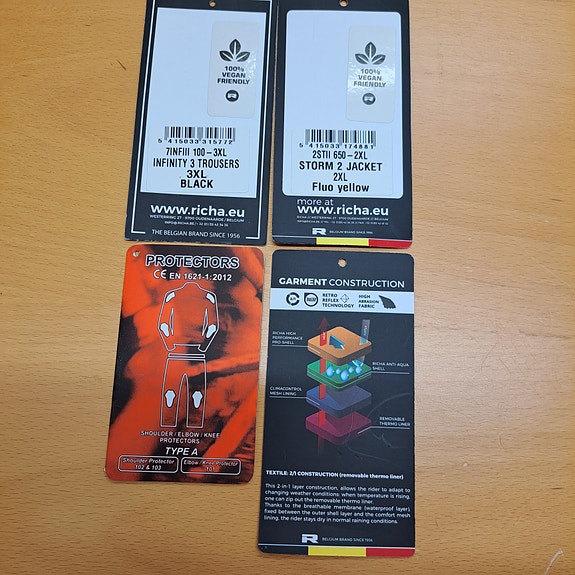 100%
VEGAN
FRIENDLY
5 415033 315772
7INFIII 100 - 3XL
INFINITY 3 TROUSERS
3XL
BLACK
www.richa.eu
WESTERRING 27 - 9700 OUDENAARDE / BELGIUM
THE BELGIAN BRAND SINCE 1956
100%
VEGAN
FRIENDLY
5 415033 174881
2STII 650 - 2XL
STORM 2 JACKET
2XL
Fluo yellow
more at
www.richa.eu
R BELGIUM BRAND SINCE 1956
PROTECTORS
CE EN 1621-1:2012
SHOULDER / ELBOW / KNEE
PROTECTORS
TYPE A
Shoulder Protector
102 & 103
Elbow / Knee Protector
101
GARMENT CONSTRUCTION
RETRO
REFLEX
TECHNOLOGY
HIGH
ABRASION
FABRIC
RICHA HIGH
PERFORMANCE
PRO SHELL
RICHA ANTI-AQUA
SHELL
CLIMACONTROL
MESH LINING
REMOVABLE
THERMO LINER
TEXTILE: 2/1 CONSTRUCTION (removable thermo liner)
This 2-in-1 layer construction, allows the rider to adapt to
changing weather conditions: when temperature is rising,
one can zip out the removable thermo liner.
Thanks to the breathable membrane (waterproof layer),
fixed between the outer shell layer and the comfort mesh
lining, the rider stays dry in normal raining conditions.
R BELGIUM BRAND SINCE 1956